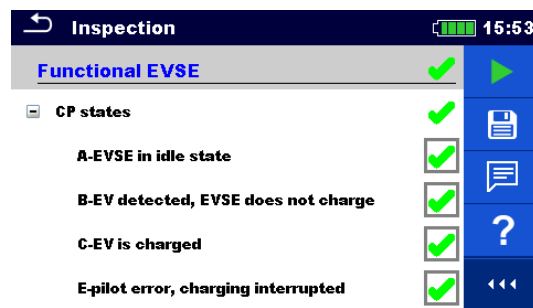 Inspection 15:53
Functional EVSE
CP states
A-EVSE in idle state
B-EV detected, EVSE does not charge
C-EV is charged
E-pilot error, charging interrupted
?